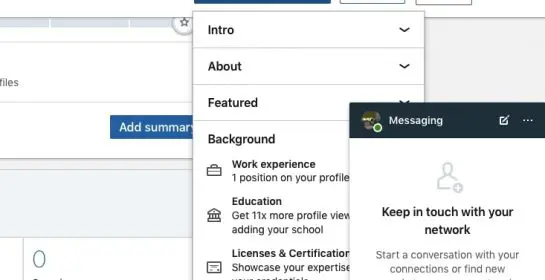 Intro
About
files
Featured
Messaging
Add summary
Background
Work experience
1 position on your profile
Education
Get 11x more profile view
adding your school
Licenses & Certification
Showcase your expertise
Keep in touch with your
network
Start a conversation with your
connections or find new
0